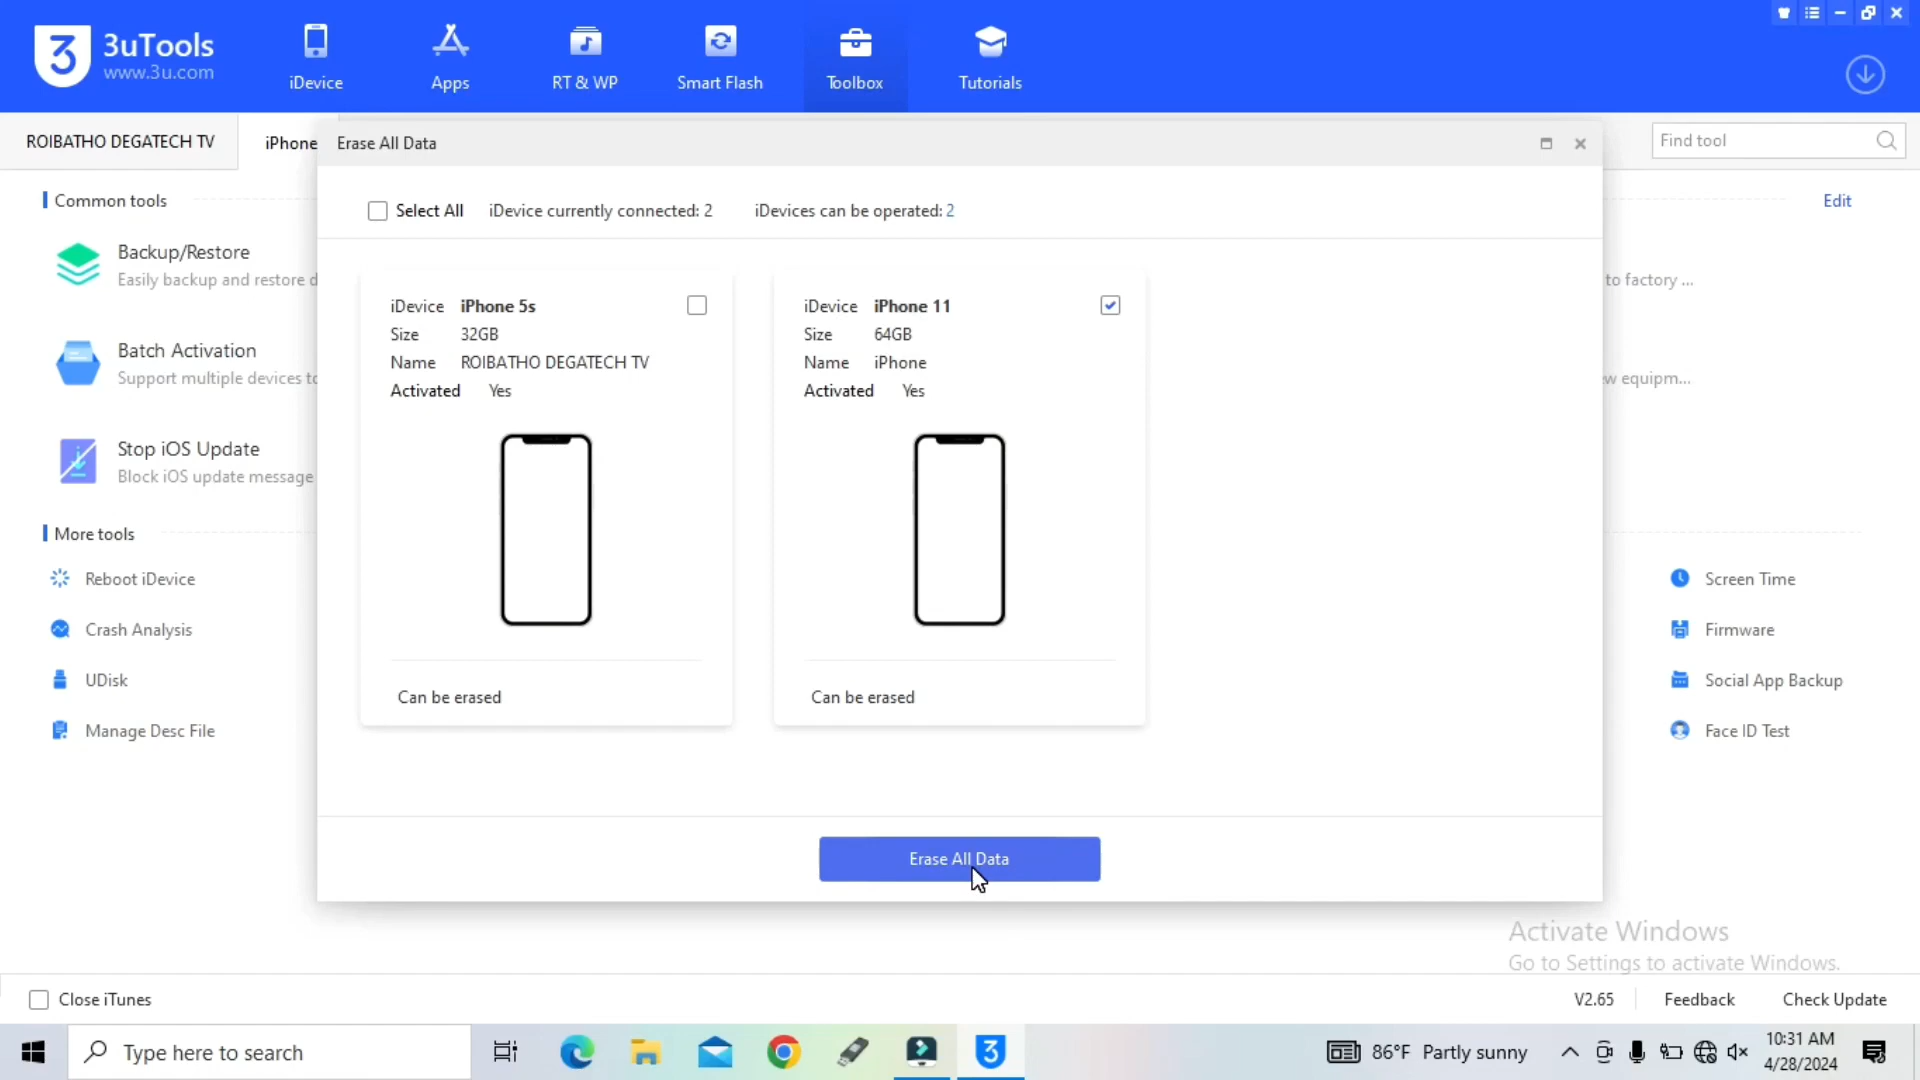 3 3uTools
www.3u.com
iDevice
Apps
RT & WP
Smart Flash
Toolbox
Tutorials
ROIBATHO DEGATECH TV
iPhone
Erase All Data
Find tool
Common tools
Edit
Select All
iDevice currently connected: 2
iDevices can be operated: 2
Backup/Restore
Easily backup and restore d
to factory ...
Batch Activation
Support multiple devices to
ew equipm...
Stop iOS Update
Block iOS update message
iDevice iPhone 5s
Size 32GB
Name ROIBATHO DEGATECH TV
Activated Yes
Can be erased
iDevice iPhone 11
Size 64GB
Name iPhone
Activated Yes
Can be erased
More tools
Reboot iDevice
Crash Analysis
UDisk
Manage Desc File
Screen Time
Firmware
Social App Backup
Face ID Test
Erase All Data
Activate Windows
Go to Settings to activate Windows.
Close iTunes
V2.65
Feedback
Check Update
Type here to search
3
86°F Partly sunny
10:31 AM
4/28/2024